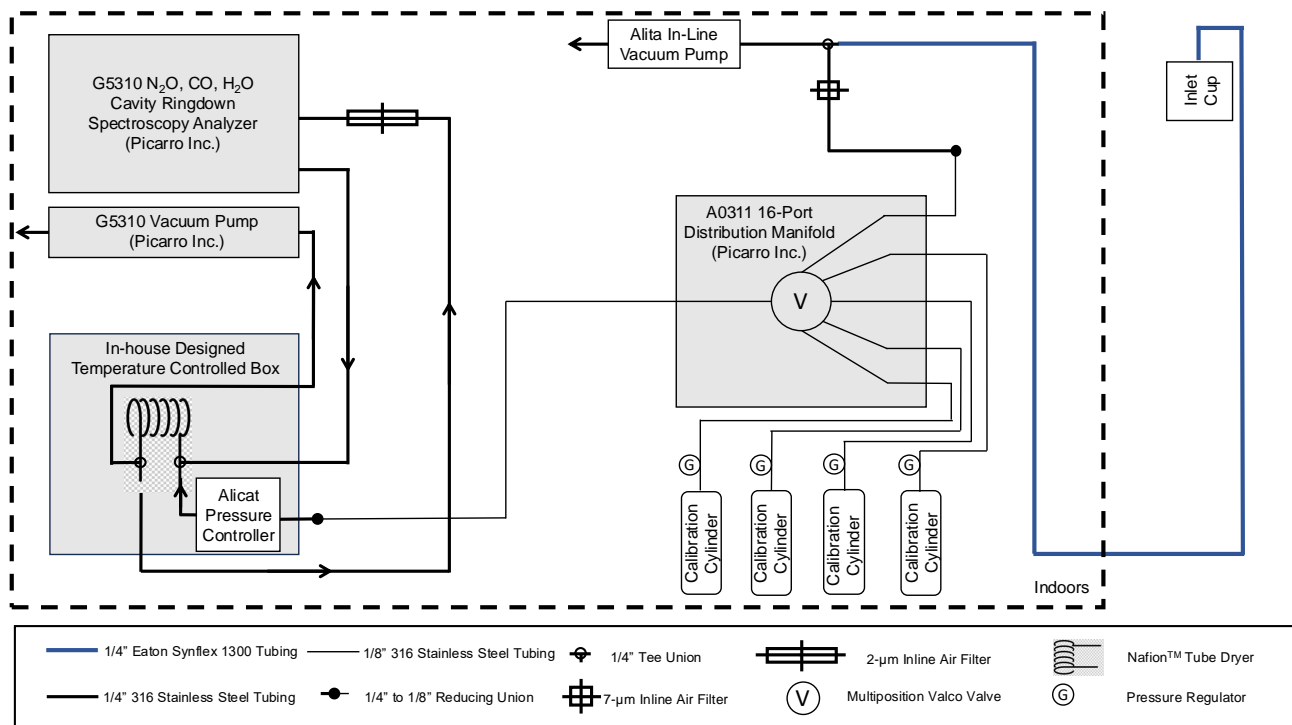 G5310 N₂O, CO, H₂O
Cavity Ringdown
Spectroscopy Analyzer
(Picarro Inc.)
G5310 Vacuum Pump
(Picarro Inc.)
In-house Designed
Temperature Controlled Box
Alicat
Pressure
Controller
Alita In-Line
Vacuum Pump
A0311 16-Port
Distribution Manifold
(Picarro Inc.)
V
G
G
G
G
Calibration
Cylinder
Calibration
Cylinder
Calibration
Cylinder
Calibration
Cylinder
Inlet
Cup
Indoors
1/4” Eaton Synflex 1300 Tubing
1/8” 316 Stainless Steel Tubing
1/4” Tee Union
2-µm Inline Air Filter
Nafion™ Tube Dryer
1/4” 316 Stainless Steel Tubing
1/4” to 1/8” Reducing Union
7-µm Inline Air Filter
V
Multiposition Valco Valve
G
Pressure Regulator